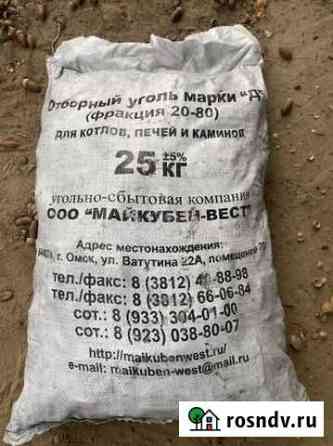 Отборный уголь марки "Д"
(фракция 20-80)
для котлов, печей и каминов
25 ±5% КГ
угольно-сбытовая компания
ООО "МАЙКУБЕН-ВЕСТ"
Адрес местонахождения:
г. Омск, ул. Ватутина 22А, помещение
тел./факс: 8 (3812) 4 -88-98
тел./факс: 8 (3812) 66-06-84
сот.: 8 (933) 304-01-00
сот.: 8 (923) 038-80-07
http://maikubenwest.ru/
e-mail: maikuben-west@mail.ru
rosndv.ru